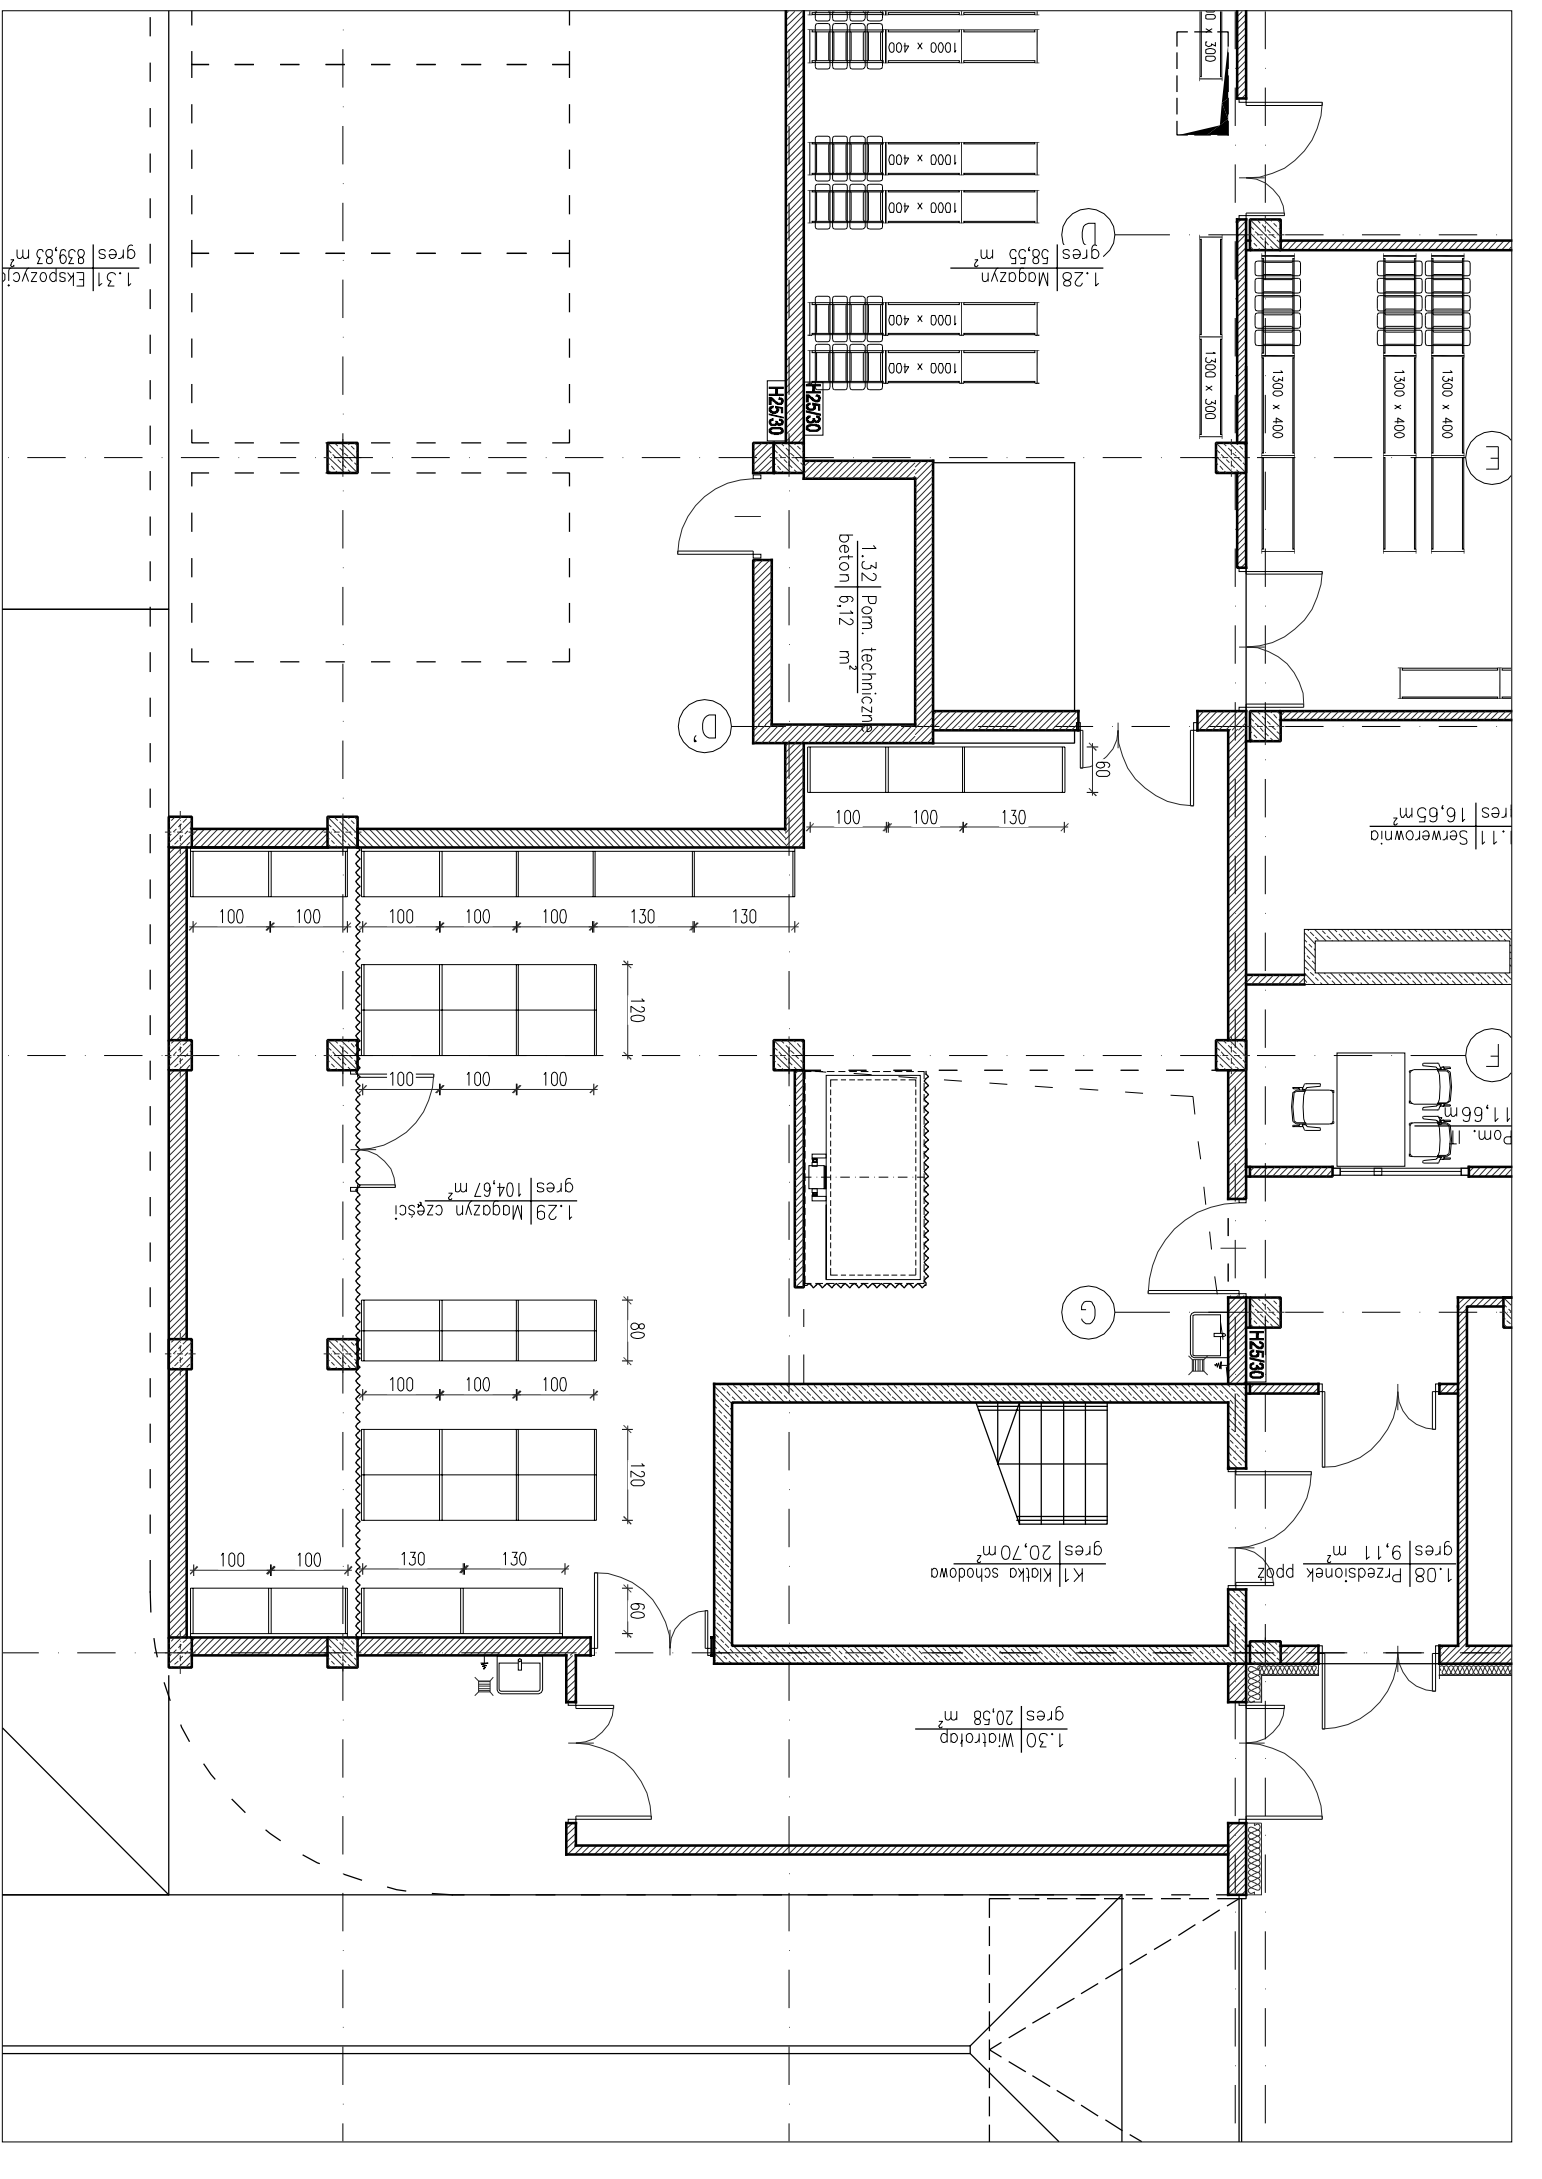 1000 x 400
1000 x 400
1000 x 400
1000 x 400
1000 x 400
x 300
D
1.31 Ekspozycja
gres 839,83 m²
1.28 Magazyn
gres 58,55 m²
1300 x 300
1300 x 400
1300 x 400
1300 x 400
H25/30
H25/30
E
1.32 Pom. techniczne
beton 6,12 m²
D'
60
100
100
130
1.11 Serwerownia
gres 16,65m²
100
100
100
100
100
130
130
120
100
100
100
F
Pom.
11,66m
1.29 Magazyn części
gres 104,67 m²
G
H25/30
80
100
100
100
120
100
100
130
130
60
K1 Klatka schodowa
gres 20,70m²
1.08 Przedsionek ppoż
gres 9,11 m²
1.30 Wiatrołap
gres 20,58 m²